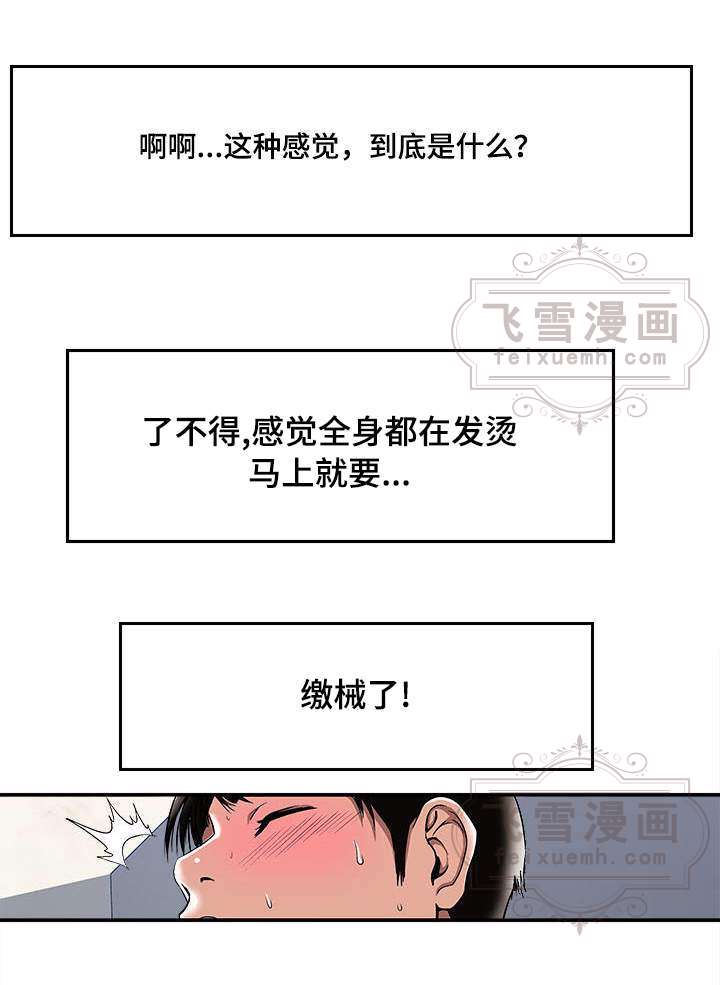 啊啊...这种感觉，到底是什么？
飞雪漫画
feixuemh.com
了不得,感觉全身都在发烫
马上就要...
缴械了!
飞雪漫画
feixuemh.com